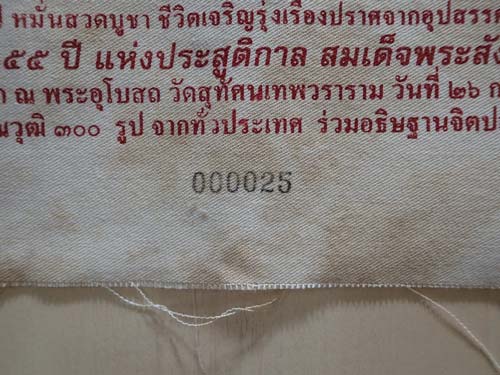 หมั่นสวดบูชา ชีวิตเจริญรุ่งเรืองปราศจากอุปสรร
๕๕ ปี แห่งประสูติกาล สมเด็จพระสัง
ณ พระอุโบสถ วัดสุทัศนเทพวราราม วันที่ ๒๖ ก
ณวุฒิ ๓๐๐ รูป จากทั่วประเทศ ร่วมอธิษฐานจิตป
000025